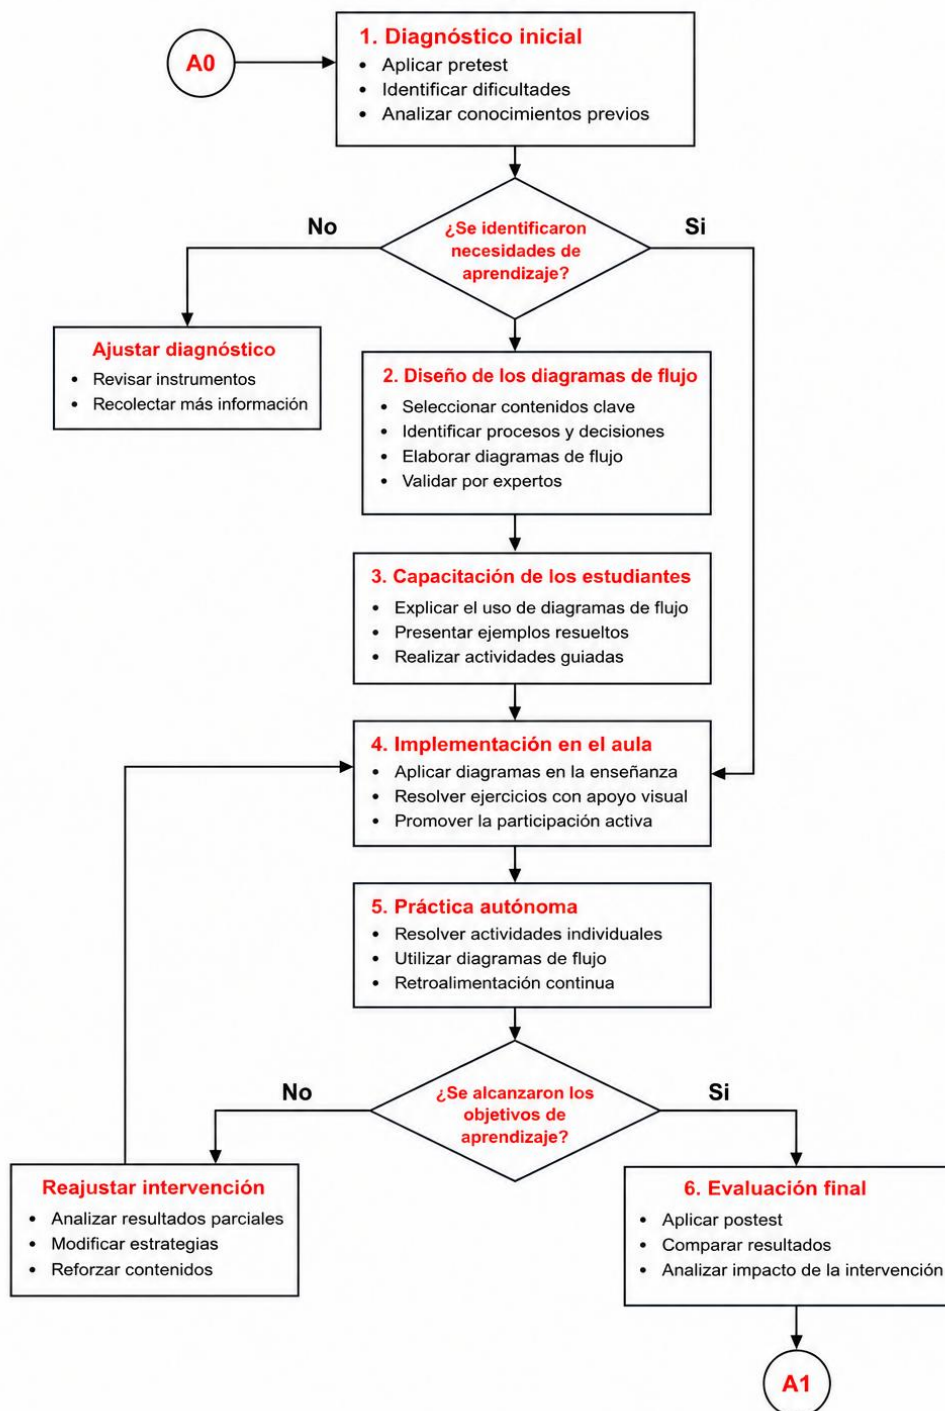 A0
1. Diagnóstico inicial
• Aplicar pretest
• Identificar dificultades
• Analizar conocimientos previos
No
¿Se identificaron
necesidades de
aprendizaje?
Si
Ajustar diagnóstico
• Revisar instrumentos
• Recolectar más información
2. Diseño de los diagramas de flujo
• Seleccionar contenidos clave
• Identificar procesos y decisiones
• Elaborar diagramas de flujo
• Validar por expertos
3. Capacitación de los estudiantes
• Explicar el uso de diagramas de flujo
• Presentar ejemplos resueltos
• Realizar actividades guiadas
4. Implementación en el aula
• Aplicar diagramas en la enseñanza
• Resolver ejercicios con apoyo visual
• Promover la participación activa
5. Práctica autónoma
• Resolver actividades individuales
• Utilizar diagramas de flujo
• Retroalimentación continua
No
¿Se alcanzaron los
objetivos de
aprendizaje?
Si
Reajustar intervención
• Analizar resultados parciales
• Modificar estrategias
• Reforzar contenidos
6. Evaluación final
• Aplicar postest
• Comparar resultados
• Analizar impacto de la intervención
A1